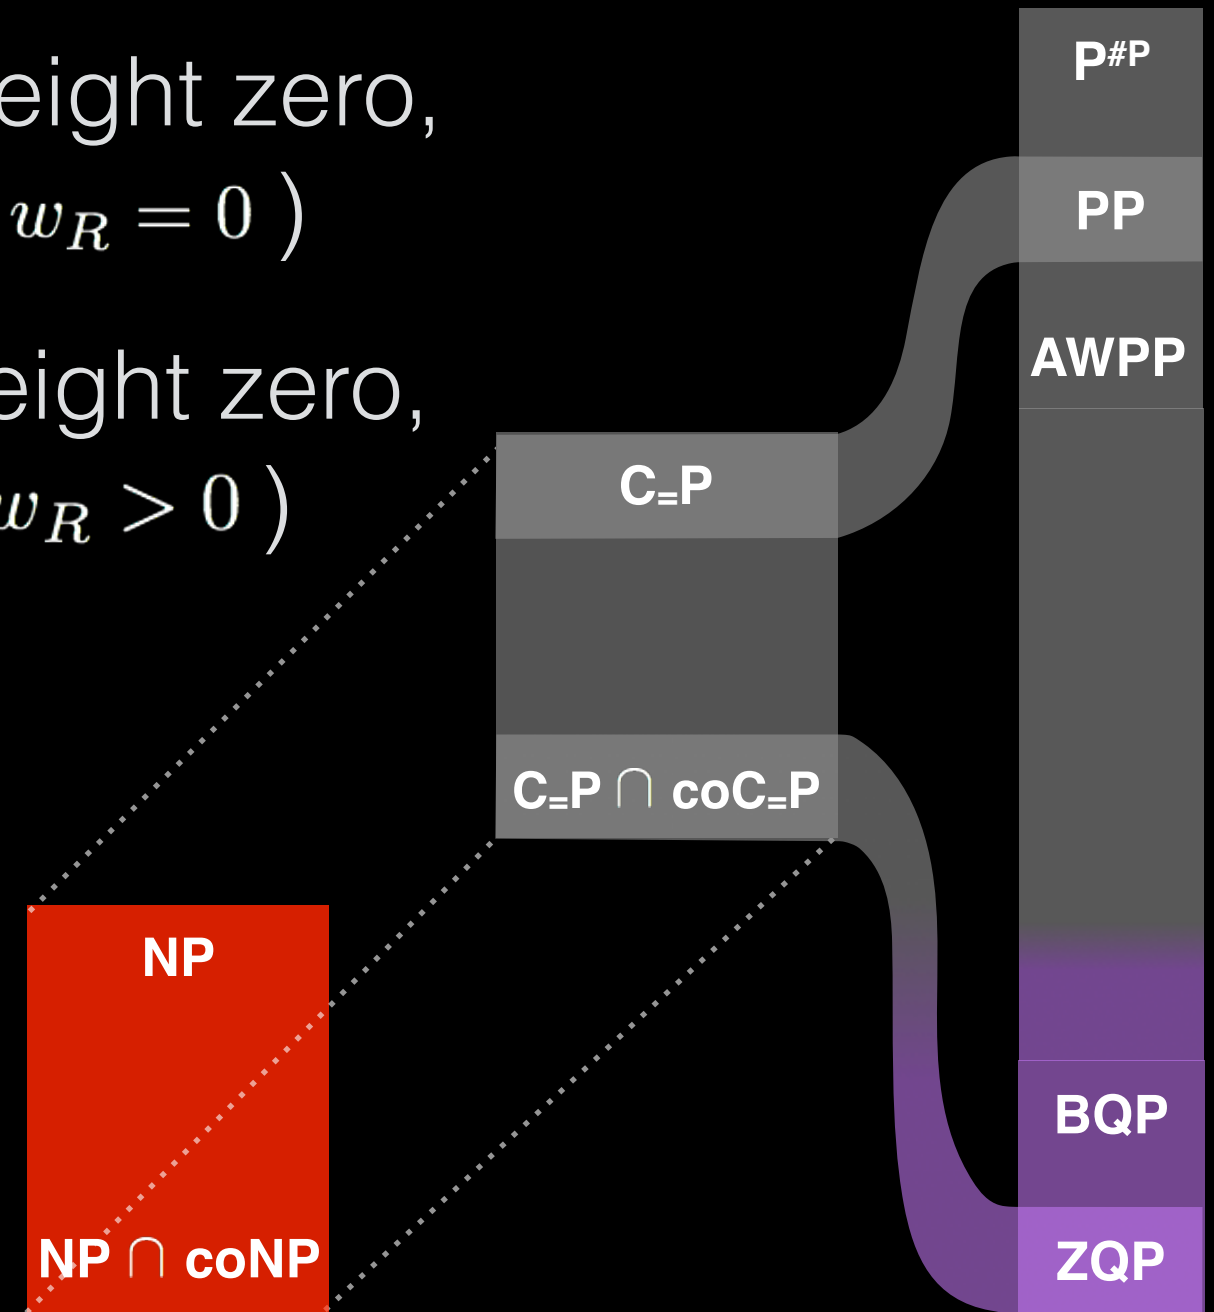 eight zero,
w_R = 0 )
eight zero,
w_R > 0 )
P^#P
PP
AWPP
C₌P
C₌P ∩ coC₌P
NP
NP ∩ coNP
BQP
ZQP